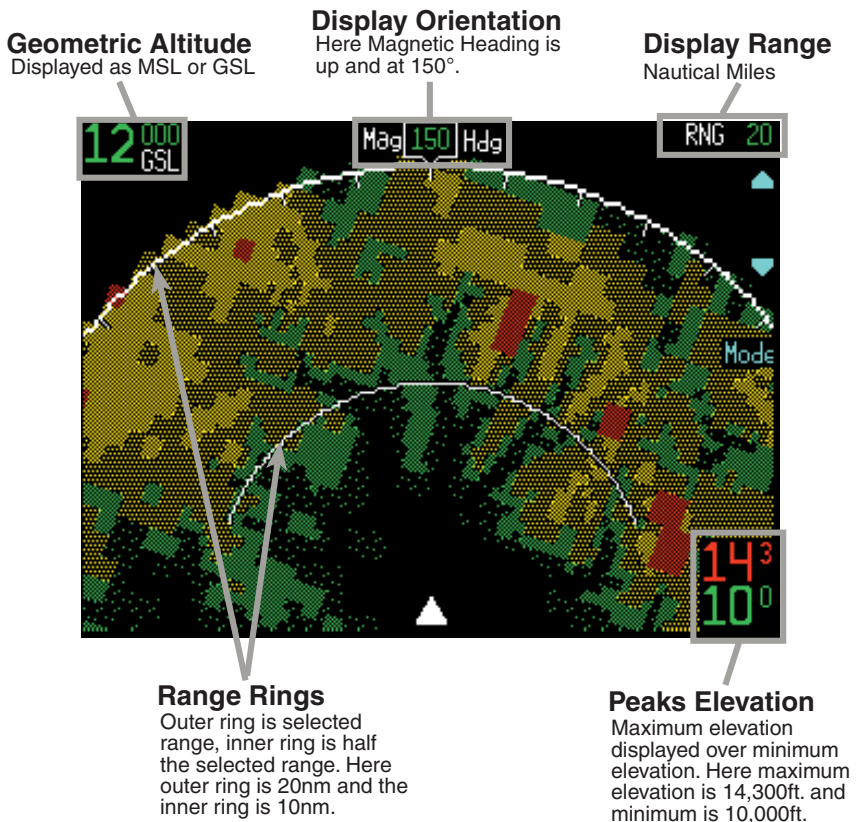 Geometric Altitude
Displayed as MSL or GSL
Display Orientation
Here Magnetic Heading is
up and at 150°.
Display Range
Nautical Miles
12 000
GSL
Mag 150 Hdg
RNG 20
Mode
14 3
10 0
Range Rings
Outer ring is selected
range, inner ring is half
the selected range. Here
outer ring is 20nm and the
inner ring is 10nm.
Peaks Elevation
Maximum elevation
displayed over minimum
elevation. Here maximum
elevation is 14,300ft. and
minimum is 10,000ft.